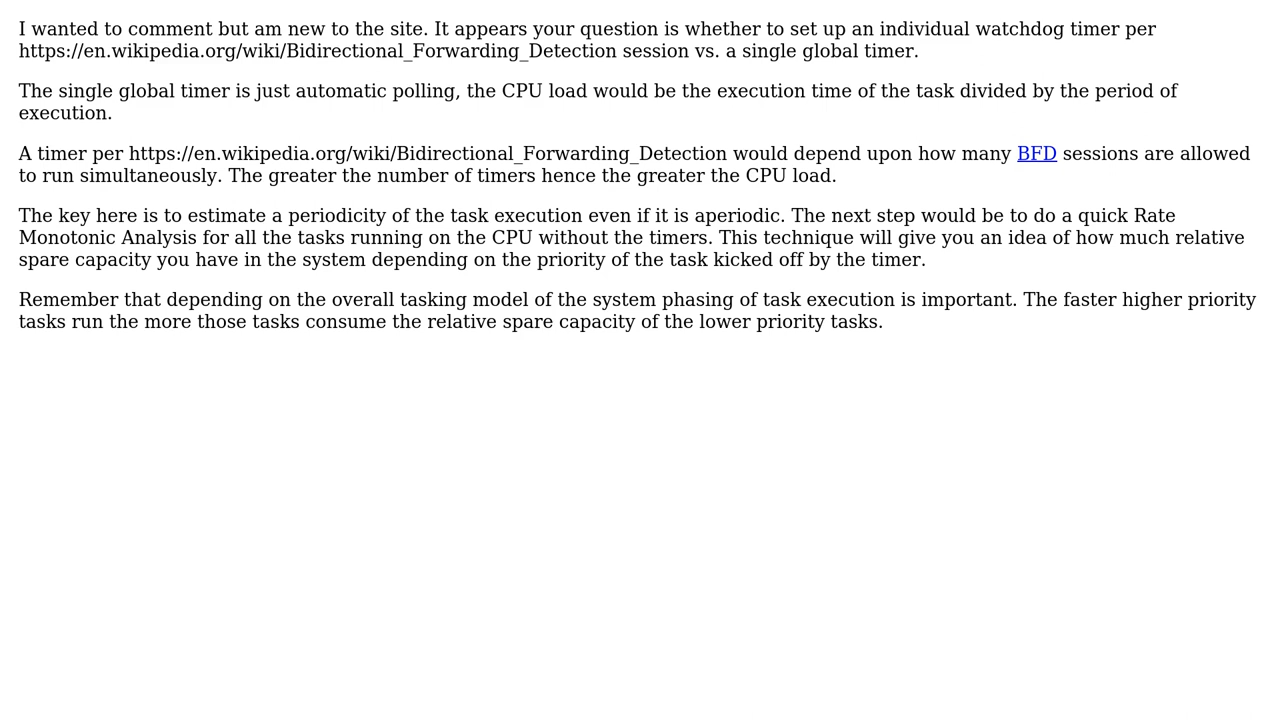 I wanted to comment but am new to the site. It appears your question is whether to set up an individual watchdog timer per
https://en.wikipedia.org/wiki/Bidirectional_Forwarding_Detection session vs. a single global timer.
The single global timer is just automatic polling, the CPU load would be the execution time of the task divided by the period of
execution.
A timer per https://en.wikipedia.org/wiki/Bidirectional_Forwarding_Detection would depend upon how many BFD sessions are allowed
to run simultaneously. The greater the number of timers hence the greater the CPU load.
The key here is to estimate a periodicity of the task execution even if it is aperiodic. The next step would be to do a quick Rate
Monotonic Analysis for all the tasks running on the CPU without the timers. This technique will give you an idea of how much relative
spare capacity you have in the system depending on the priority of the task kicked off by the timer.
Remember that depending on the overall tasking model of the system phasing of task execution is important. The faster higher priority
tasks run the more those tasks consume the relative spare capacity of the lower priority tasks.